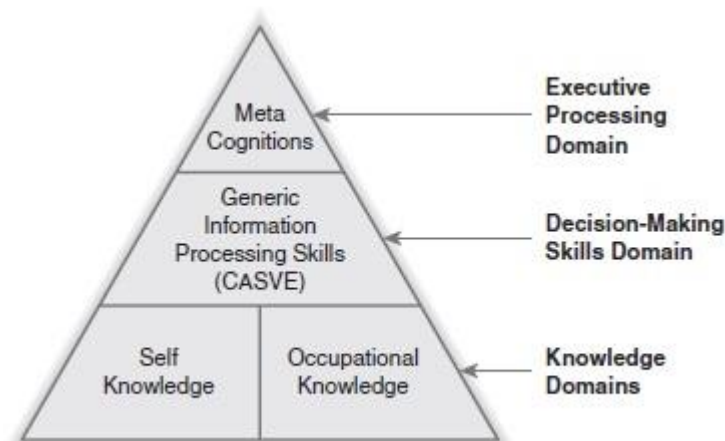 Meta
Cognitions
Executive
Processing
Domain
Generic
Information
Processing Skills
(CASVE)
Decision-Making
Skills Domain
Self
Knowledge
Occupational
Knowledge
Knowledge
Domains